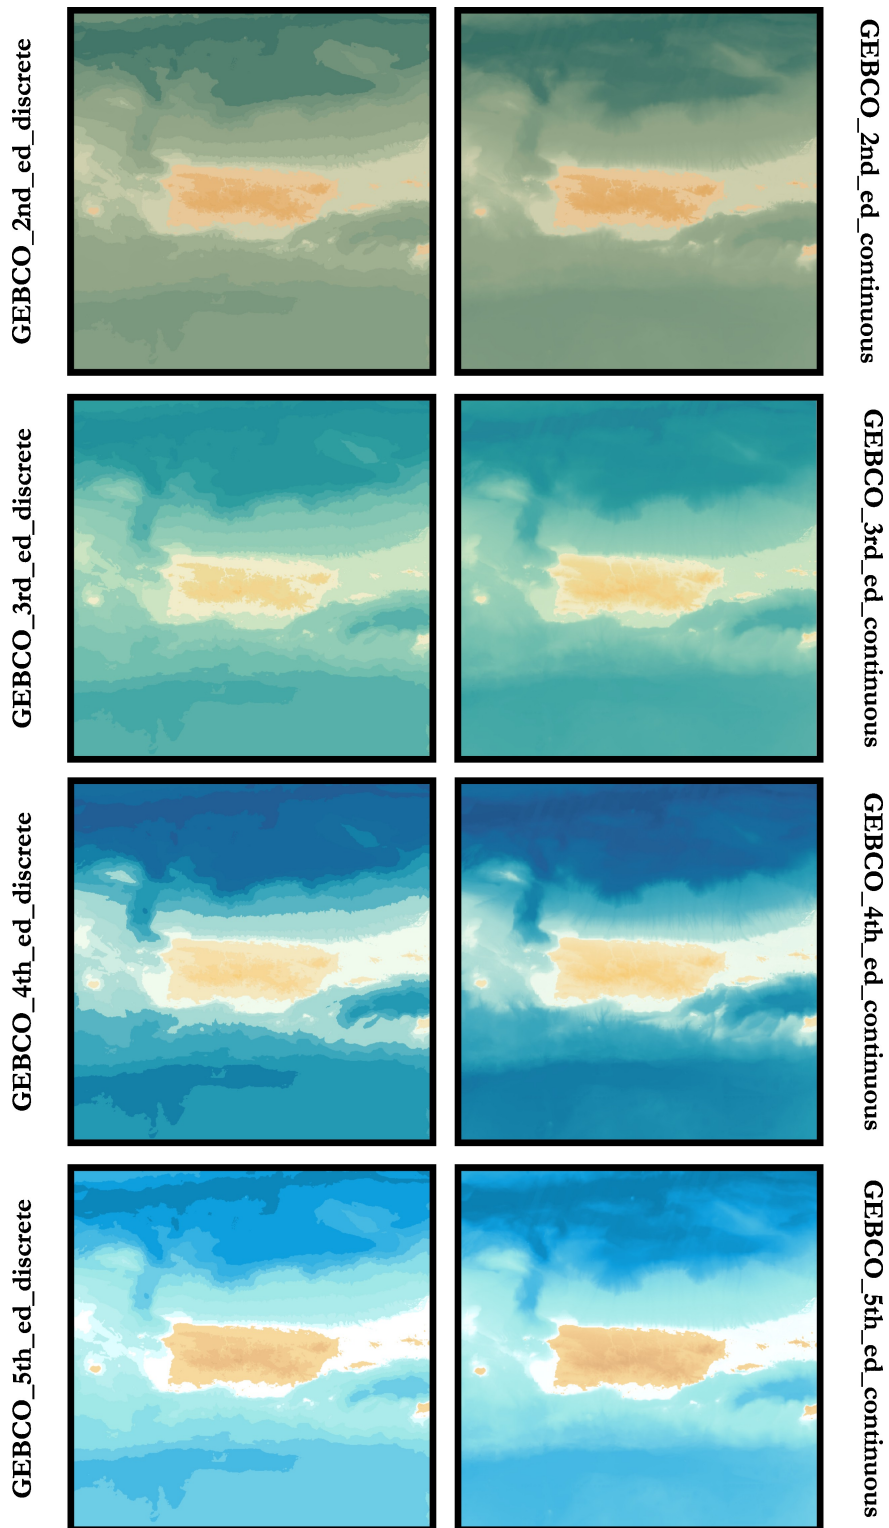 GEBCO_2nd_ed_discrete
GEBCO_2nd_ed_continuous
GEBCO_3rd_ed_discrete
GEBCO_3rd_ed_continuous
GEBCO_4th_ed_discrete
GEBCO_4th_ed_continuous
GEBCO_5th_ed_discrete
GEBCO_5th_ed_continuous